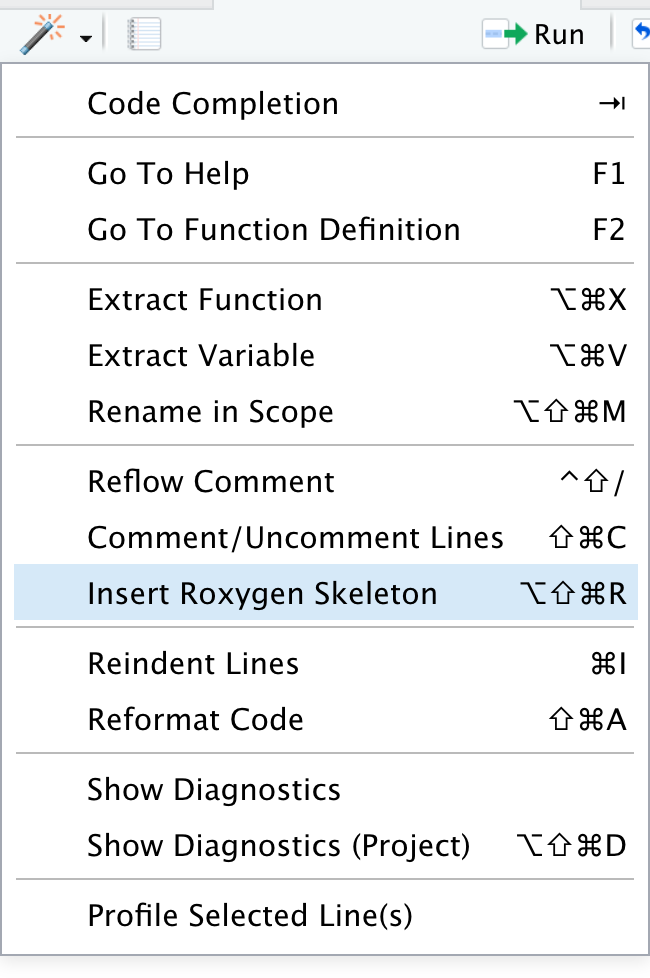 Run
Code Completion ⇥
Go To Help F1
Go To Function Definition F2
Extract Function ⌥⌘X
Extract Variable ⌥⌘V
Rename in Scope ⌥⇧⌘M
Reflow Comment ^⇧/
Comment/Uncomment Lines ⇧⌘C
Insert Roxygen Skeleton ⌥⇧⌘R
Reindent Lines ⌘I
Reformat Code ⇧⌘A
Show Diagnostics
Show Diagnostics (Project) ⌥⇧⌘D
Profile Selected Line(s)